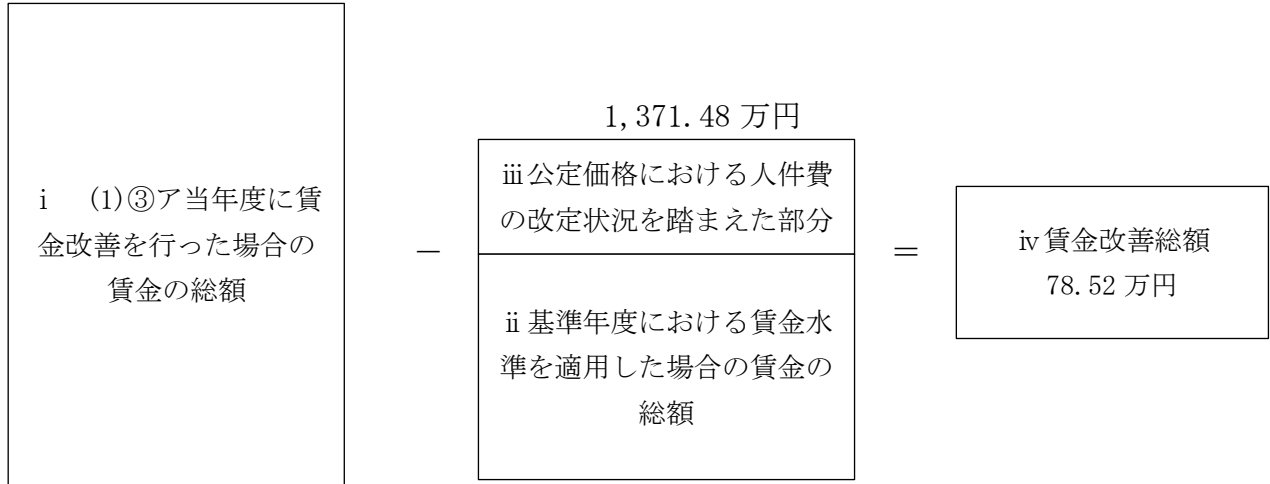 ⅰ　(1)③ア当年度に賃
金改善を行った場合の
賃金の総額
－
1,371.48 万円
ⅲ公定価格における人件費
の改定状況を踏まえた部分
ⅱ基準年度における賃金水
準を適用した場合の賃金の
総額
＝
ⅳ賃金改善総額
78.52 万円